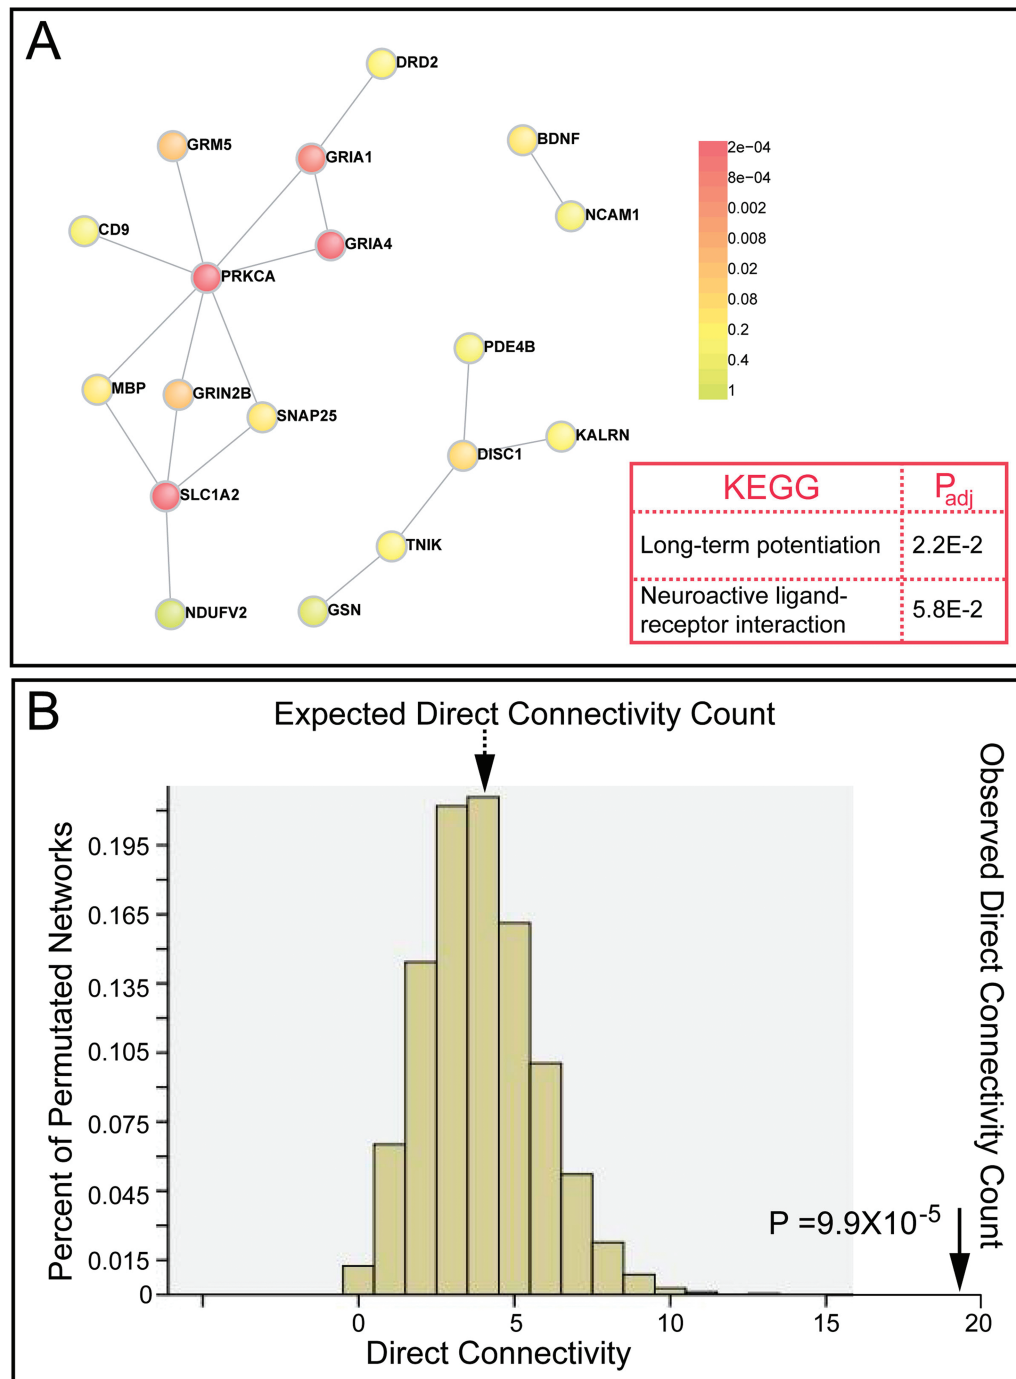 A
DRD2
GRM5
GRIA1
BDNF
NCAM1
CD9
GRIA4
PRKCA
2e-04
8e-04
0.002
0.008
0.02
0.08
0.2
0.4
1
PDE4B
MBP
GRIN2B
SNAP25
KALRN
DISC1
SLC1A2
TNIK
NDUFV2
GSN
KEGG Padj
Long-term potentiation 2.2E-2
Neuroactive ligand-
receptor interaction 5.8E-2
B
Expected Direct Connectivity Count
Observed Direct Connectivity Count
Percent of Permutated Networks
0.195
0.165
0.135
0.105
0.075
0.045
0.015
0
P =9.9X10-5
0 5 10 15 20
Direct Connectivity